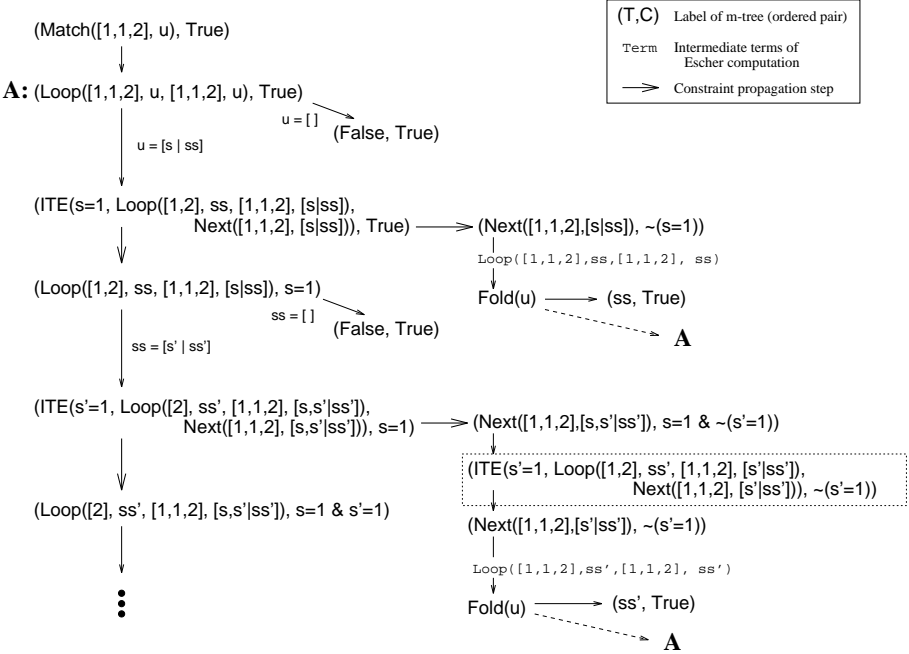 (T,C) Label of m-tree (ordered pair)
Term Intermediate terms of
Escher computation
Constraint propagation step
(Match([1,1,2], u), True)
A: (Loop([1,1,2], u, [1,1,2], u), True)
u = [ ]
(False, True)
u = [s | ss]
(ITE(s=1, Loop([1,2], ss, [1,1,2], [s|ss]),
Next([1,1,2], [s|ss])), True)
(Next([1,1,2],[s|ss]), ~(s=1))
Loop([1,1,2],ss,[1,1,2], ss)
Fold(u)
(ss, True)
A
(Loop([1,2], ss, [1,1,2], [s|ss]), s=1)
ss = [ ]
(False, True)
ss = [s' | ss']
(ITE(s'=1, Loop([2], ss', [1,1,2], [s,s'|ss']),
Next([1,1,2], [s,s'|ss'])), s=1)
(Next([1,1,2],[s,s'|ss']), s=1 & ~(s'=1))
(ITE(s'=1, Loop([1,2], ss', [1,1,2], [s'|ss']),
Next([1,1,2], [s'|ss'])), ~(s'=1))
(Loop([2], ss', [1,1,2], [s,s'|ss']), s=1 & s'=1)
(Next([1,1,2],[s'|ss']), ~(s'=1))
Loop([1,1,2],ss',[1,1,2], ss')
Fold(u)
(ss', True)
A